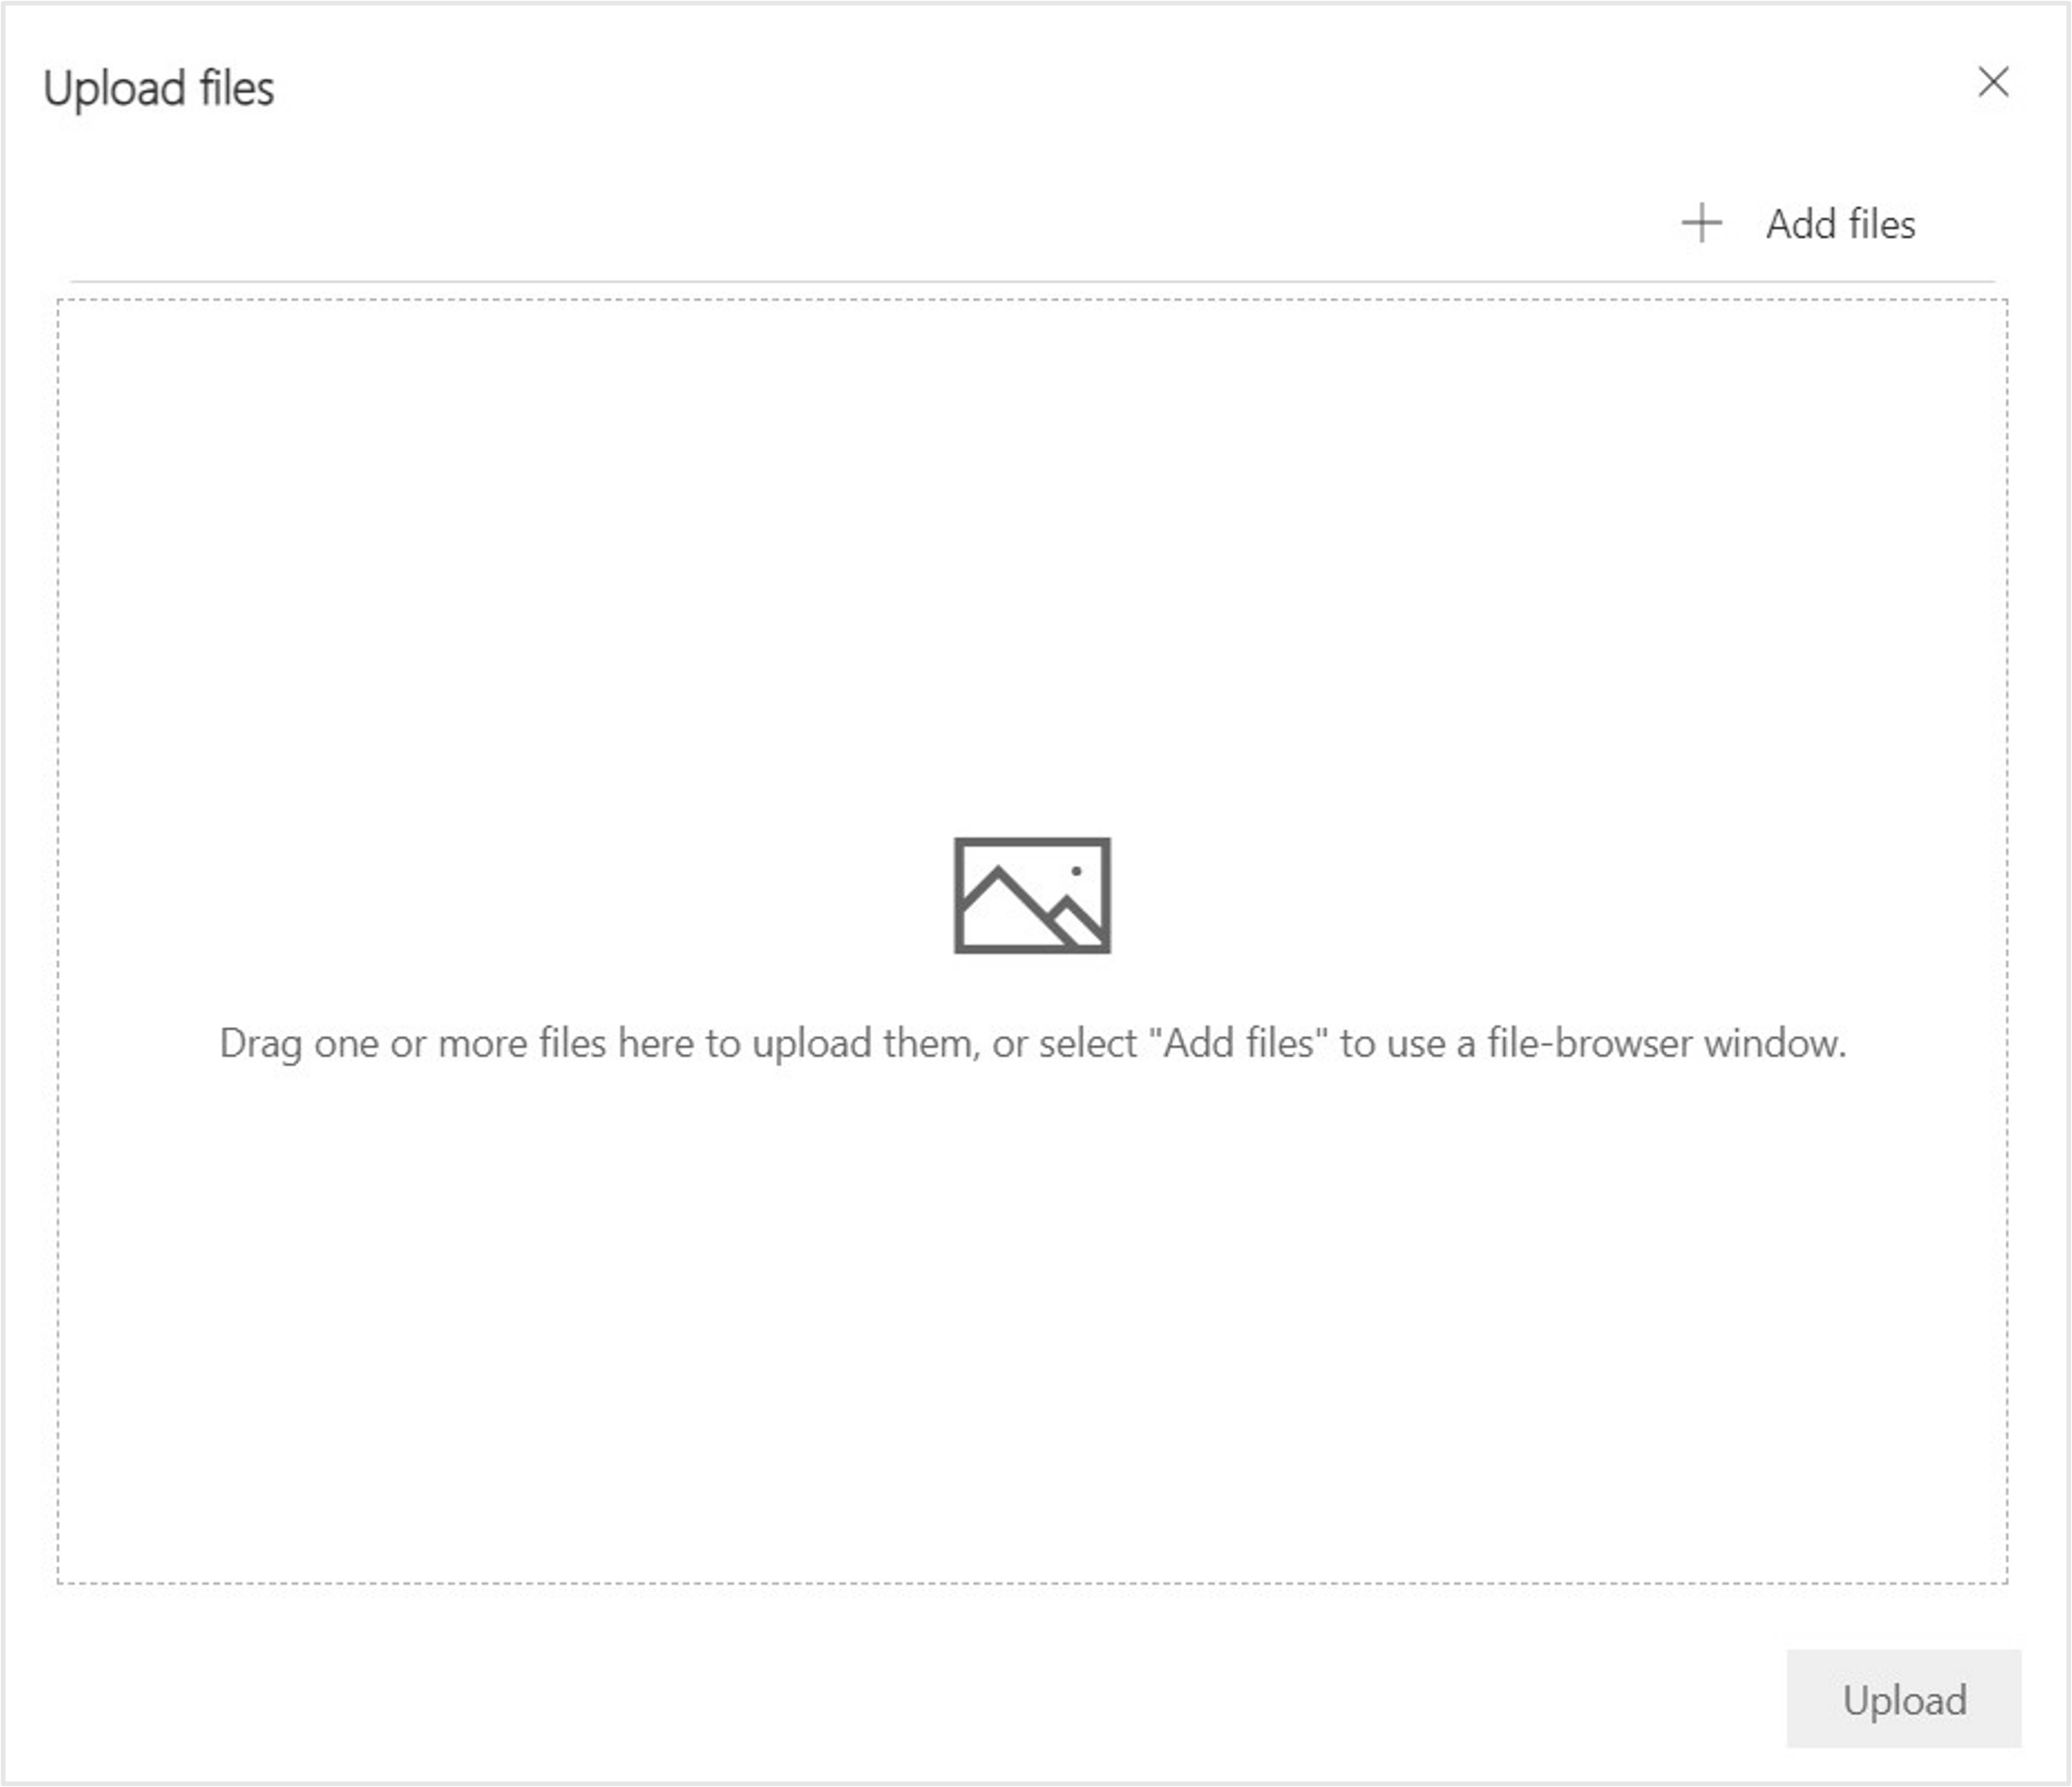 Upload files
Add files
Drag one or more files here to upload them, or select "Add files" to use a file-browser window.
Upload